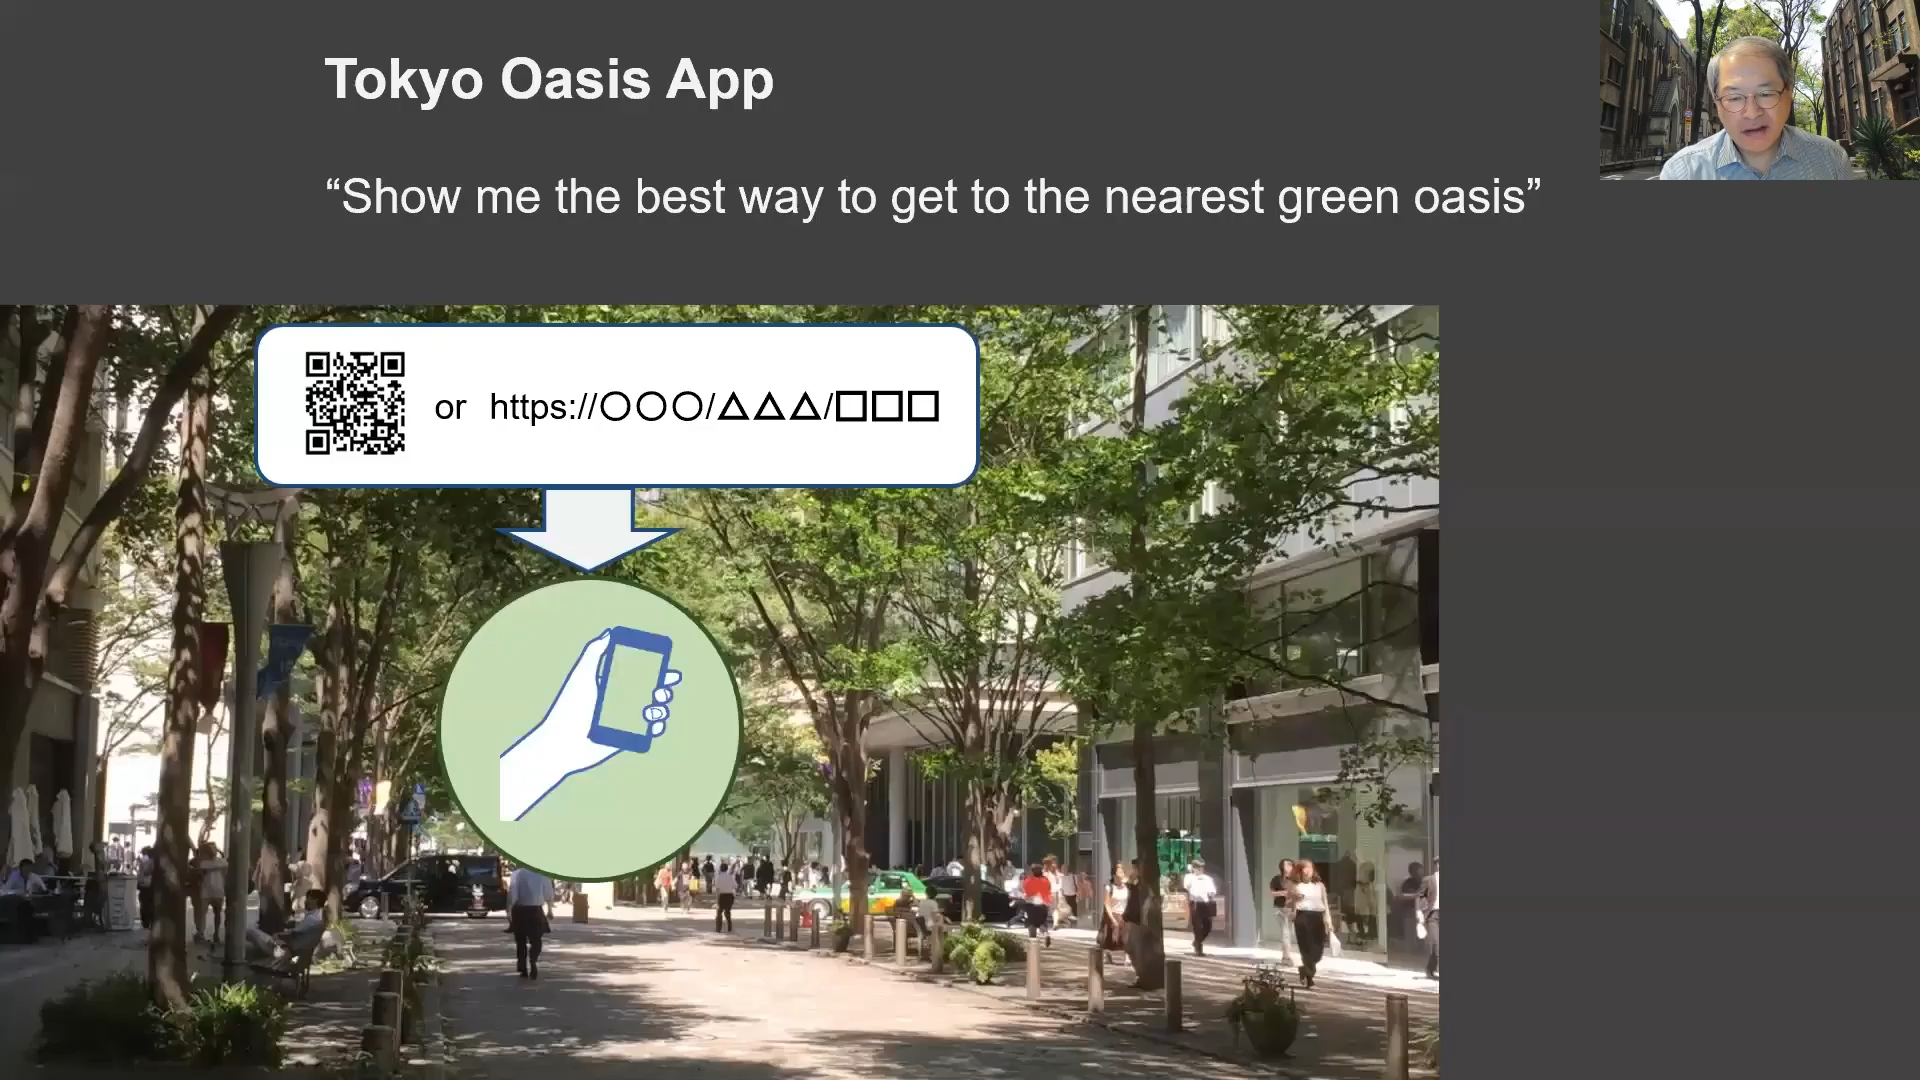 Tokyo Oasis App
“Show me the best way to get to the nearest green oasis”
or https://○○○/△△△/□□□